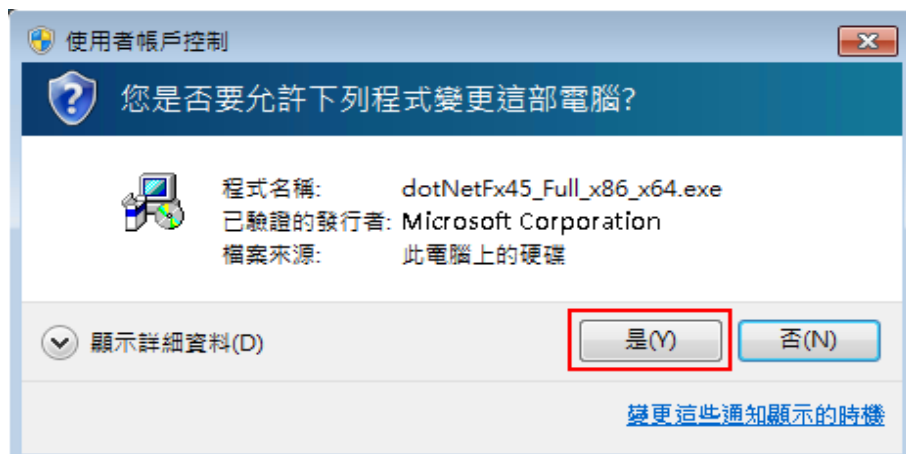 使用者帳戶控制
您是否要允許下列程式變更這部電腦?
程式名稱: dotNetFx45_Full_x86_x64.exe
已驗證的發行者: Microsoft Corporation
檔案來源: 此電腦上的硬碟
顯示詳細資料(D) 是(Y) 否(N)
變更這些通知顯示的時機